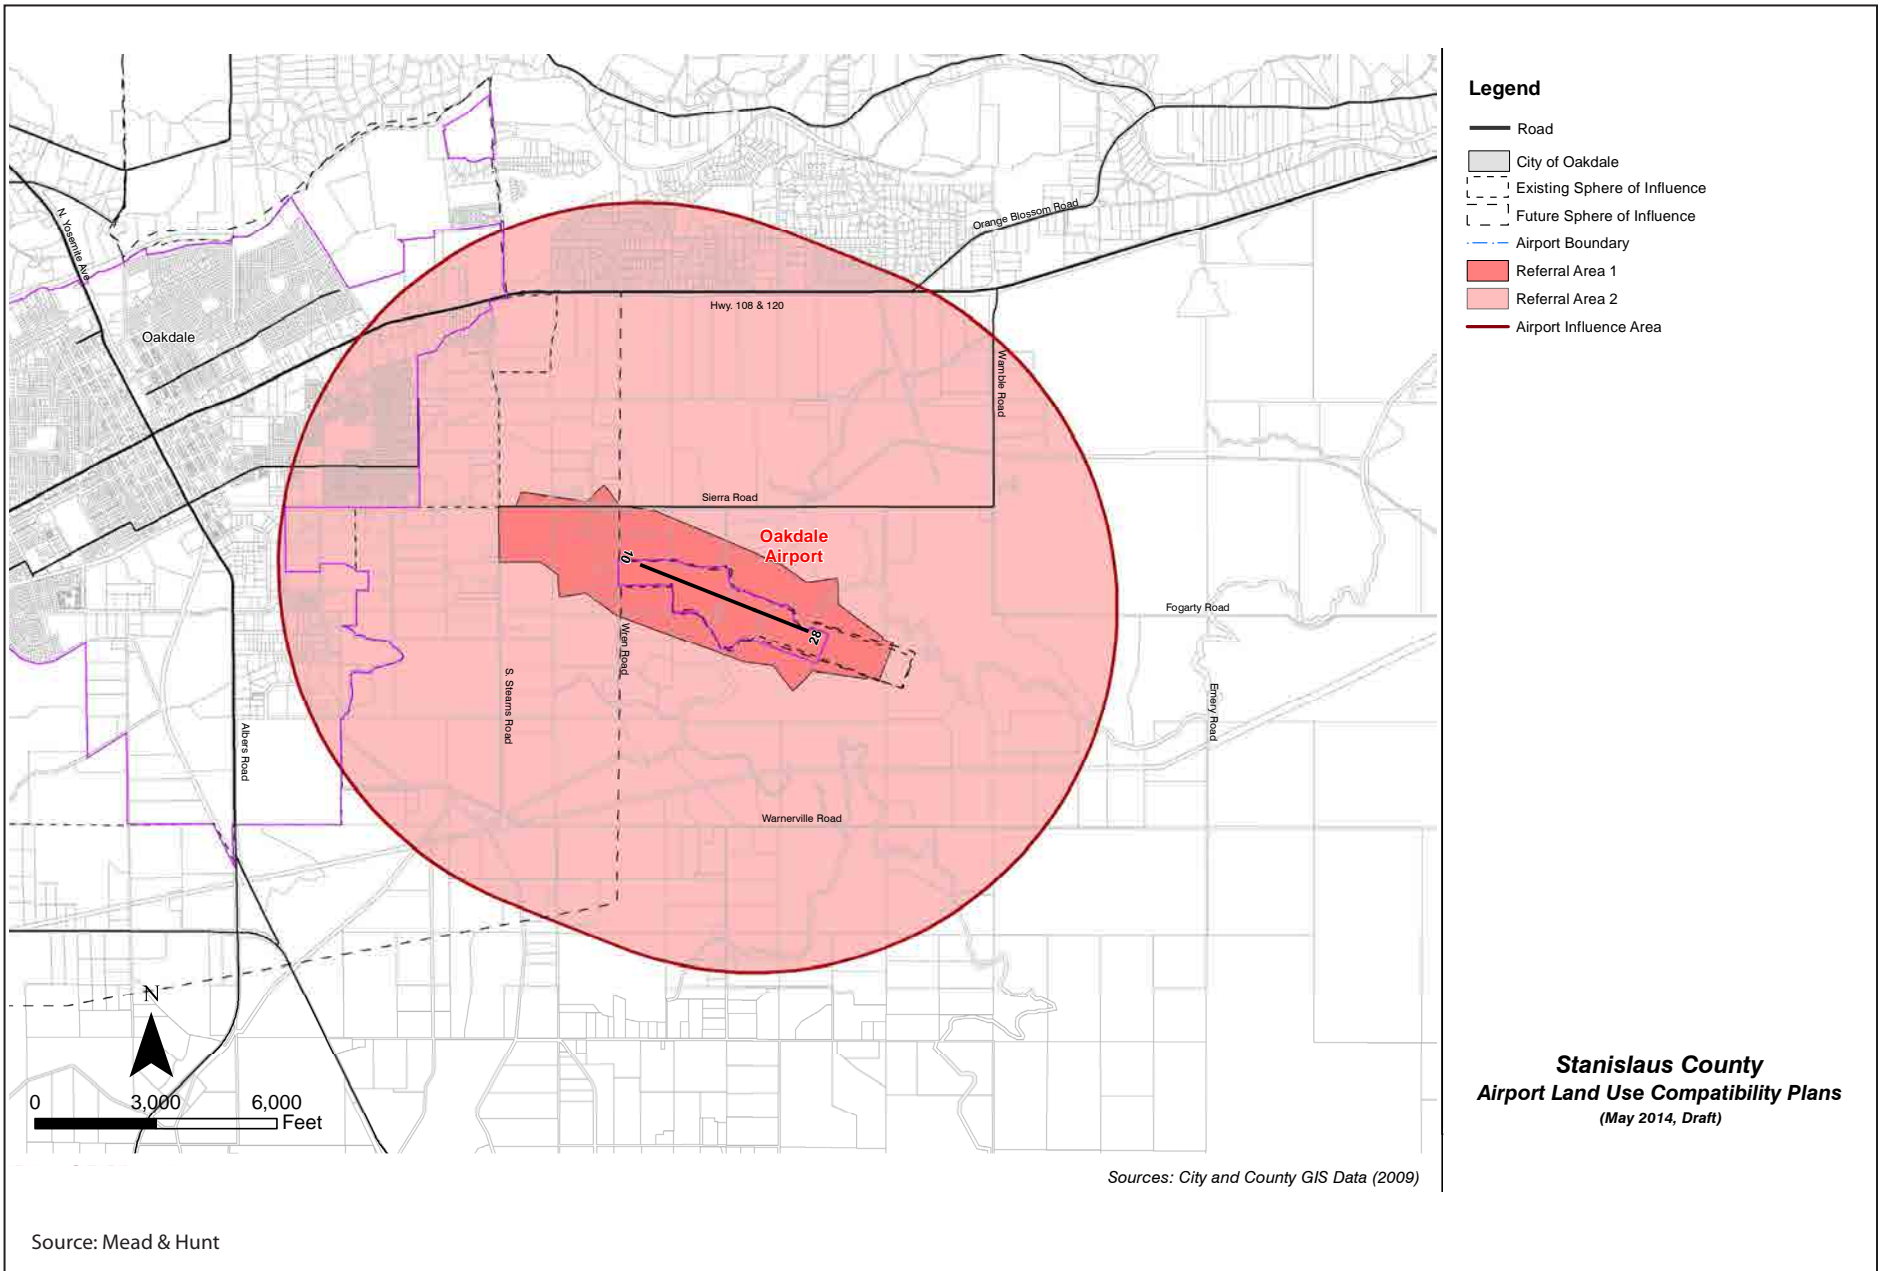 Legend
Road
City of Oakdale
Existing Sphere of Influence
Future Sphere of Influence
Airport Boundary
Referral Area 1
Referral Area 2
Airport Influence Area
N. Yosemite Ave
Orange Blossom Road
Hwy. 108 & 120
Oakdale
Wamble Road
Sierra Road
Oakdale
Airport
10
28
Fogarty Road
Wren Road
S. Stearns Road
Emery Road
Albers Road
Warnerville Road
N
0 3,000 6,000
Feet
Stanislaus County
Airport Land Use Compatibility Plans
(May 2014, Draft)
Sources: City and County GIS Data (2009)
Source: Mead & Hunt